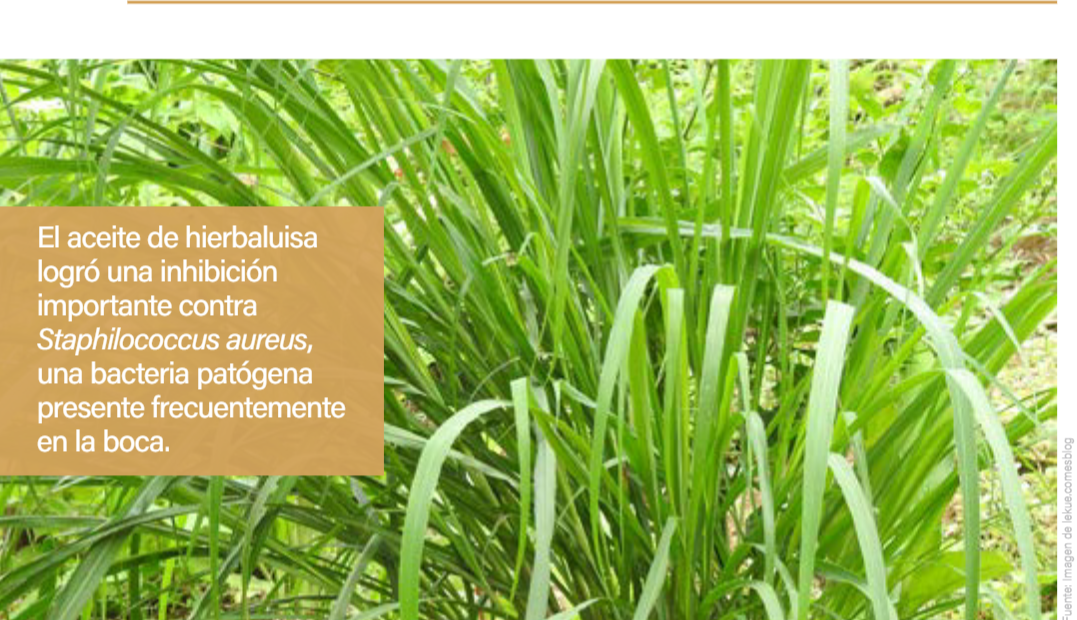 El aceite de hierbaluisa
logró una inhibición
importante contra
Staphilococcus aureus,
una bacteria patógena
presente frecuentemente
en la boca.
Fuente: Imagen de lekue.comesblog